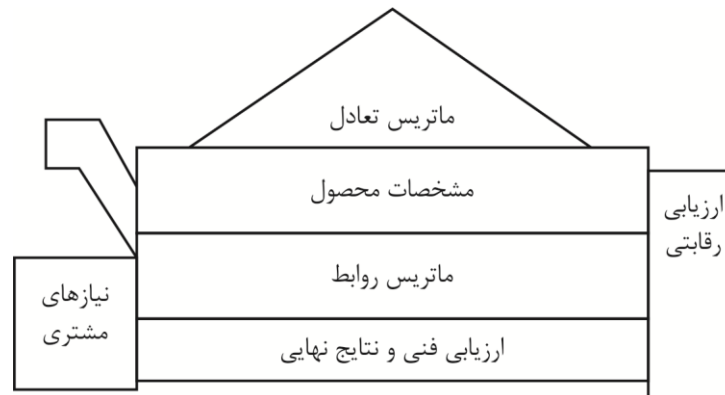 ماتریس تعادل
مشخصات محصول
ارزیابی
رقابتی
ماتریس روابط
نیازهای
مشتری
ارزیابی فنی و نتایج نهایی